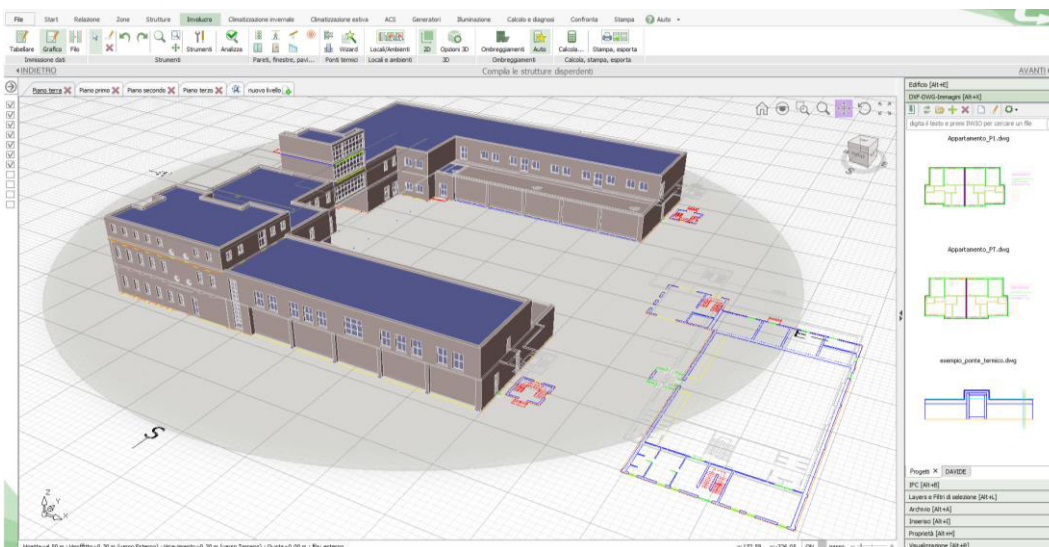 File Start Relazione Zone Strutture Involucro Climatizzazione invernale Climatizzazione estiva ACS Generatori Illuminazione Calcolo e diagnosi Confronta Stampa Aiuto
Tabellare Grafico Filo Strumenti Analizza Wizard Locali/Ambienti 2D Opzioni 3D Ombreggiamenti Auto Calcola... Stampa, esporta
Immissione dati Strumenti Pareti, finestre, pavi... Ponti termici Locali e ambienti 3D Ombreggiamenti Calcola, stampa, esporta
INDIETRO Compila le strutture disperdenti AVANTI
Piano terra Piano primo Piano secondo Piano terzo nuovo livello
Edificio [Alt+E]
DXF-DWG-Immagini [Alt+X]
digita il testo e premi INVIO per cercare un file
Appartamento_P1.dwg
Appartamento_PT.dwg
esempio_ponte_termico.dwg
S
Z
Y
X
Progetti DAVIDE
IFC [Alt+B]
Layers e Filtri di selezione [Alt+L]
Archivio [Alt+A]
Inserisci [Alt+I]
Proprietà [Alt+M]